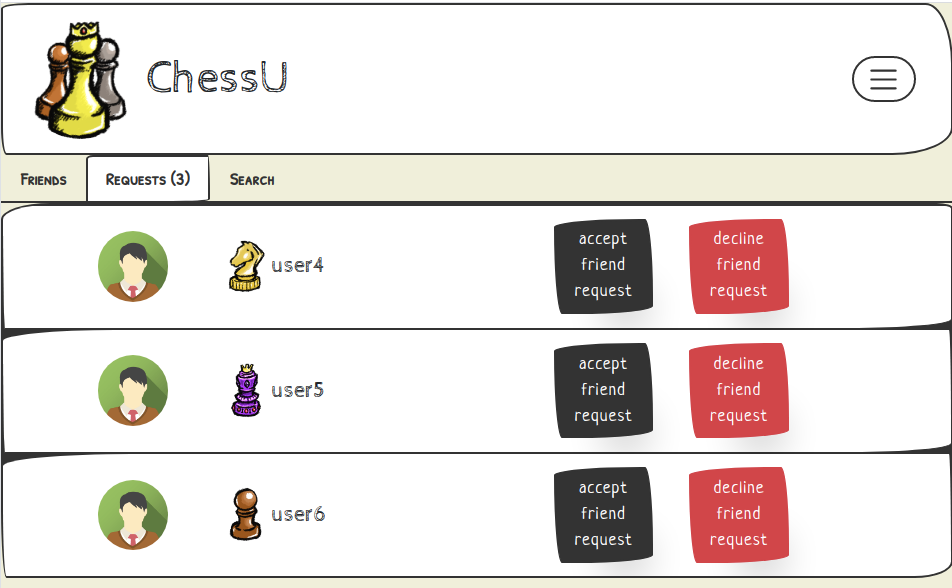 ChessU
Friends Requests (3) Search
user4
accept
friend
request
decline
friend
request
user5
accept
friend
request
decline
friend
request
user6
accept
friend
request
decline
friend
request